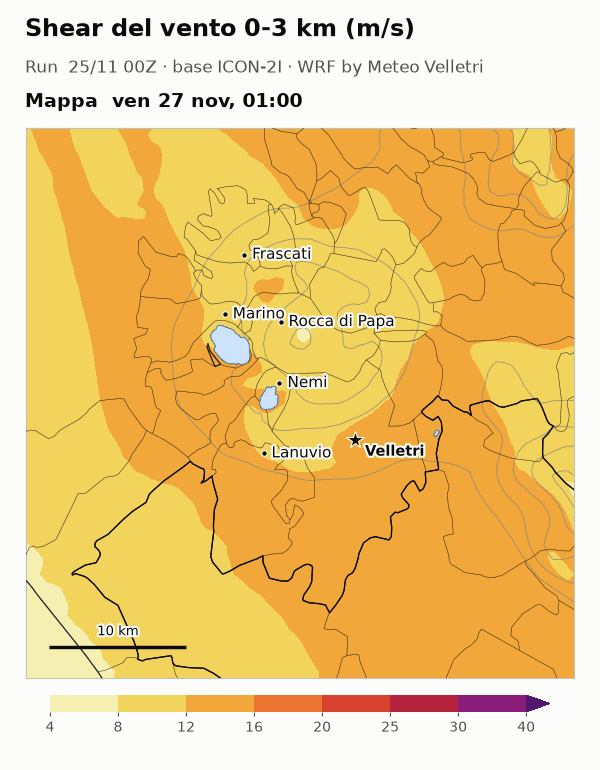 Shear del vento 0-3 km (m/s)
Run  25/11 00Z · base ICON-2I · WRF by Meteo Velletri
Mappa  ven 27 nov, 01:00
Frascati
Marino
Rocca di Papa
Nemi
Velletri
Lanuvio
10 km
4 8 12 16 20 25 30 40